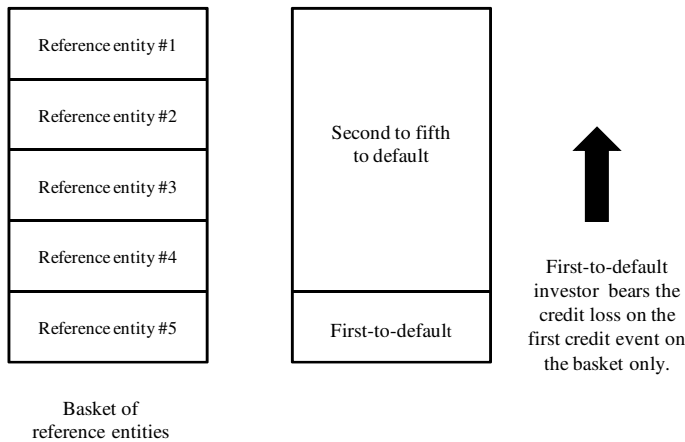 Reference entity #1
Reference entity #2
Reference entity #3
Reference entity #4
Reference entity #5
Basket of
reference entities
Second to fifth
to default
First-to-default
First-to-default
investor bears the
credit loss on the
first credit event on
the basket only.